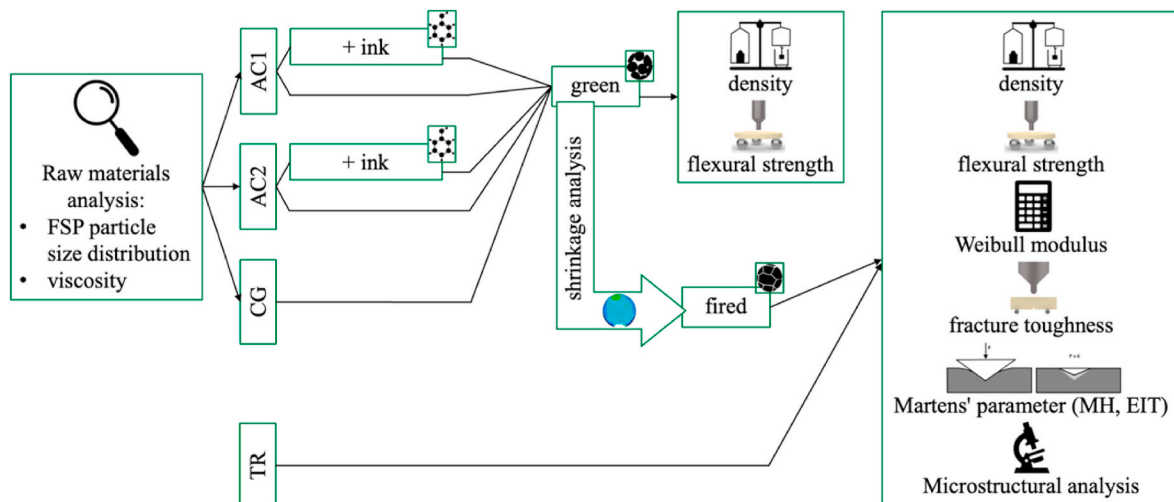 Raw materials
analysis:
• FSP particle
size distribution
• viscosity
AC1
+ ink
AC2
+ ink
CG
TR
green
shrinkage analysis
fired
density
flexural strength
density
flexural strength
Weibull modulus
fracture toughness
F
F = 0
Martens' parameter (MH, EIT)
Microstructural analysis